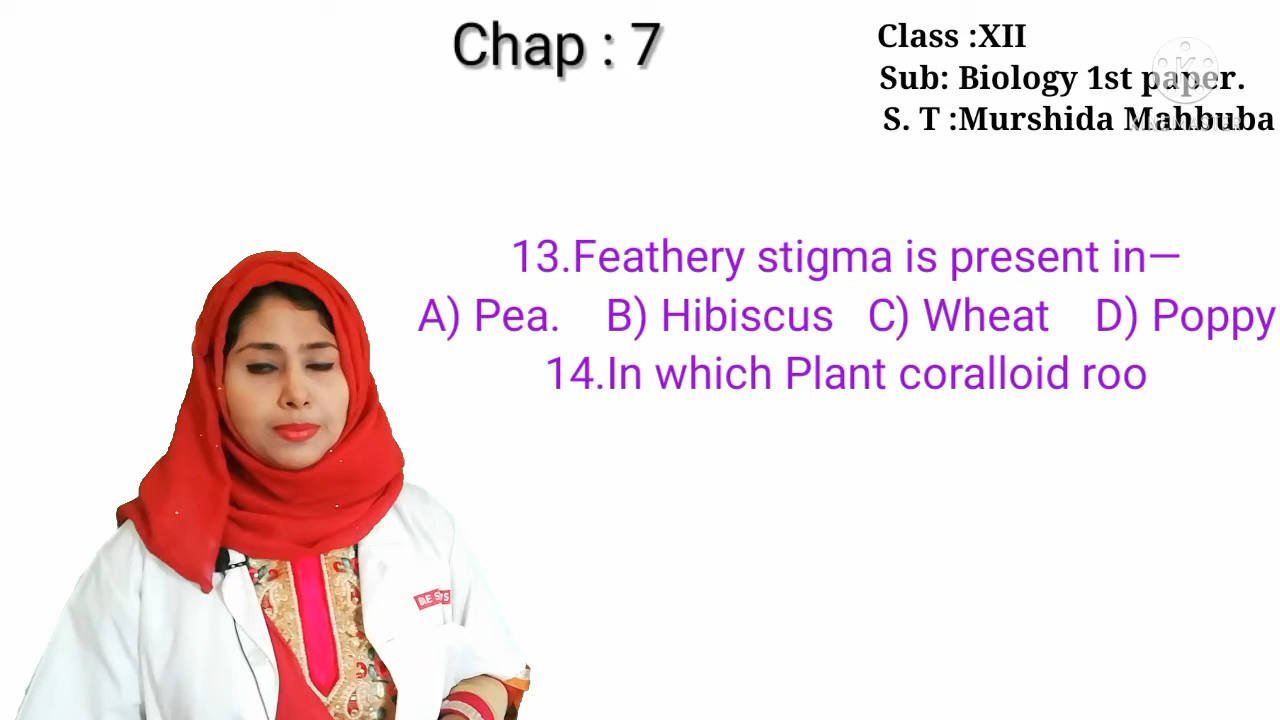 Chap : 7
Class :XII
Sub: Biology 1st paper.
S. T :Murshida Mahbuba
KINEMASTER
13.Feathery stigma is present in—
A) Pea. B) Hibiscus C) Wheat D) Poppy
14.In which Plant coralloid roo